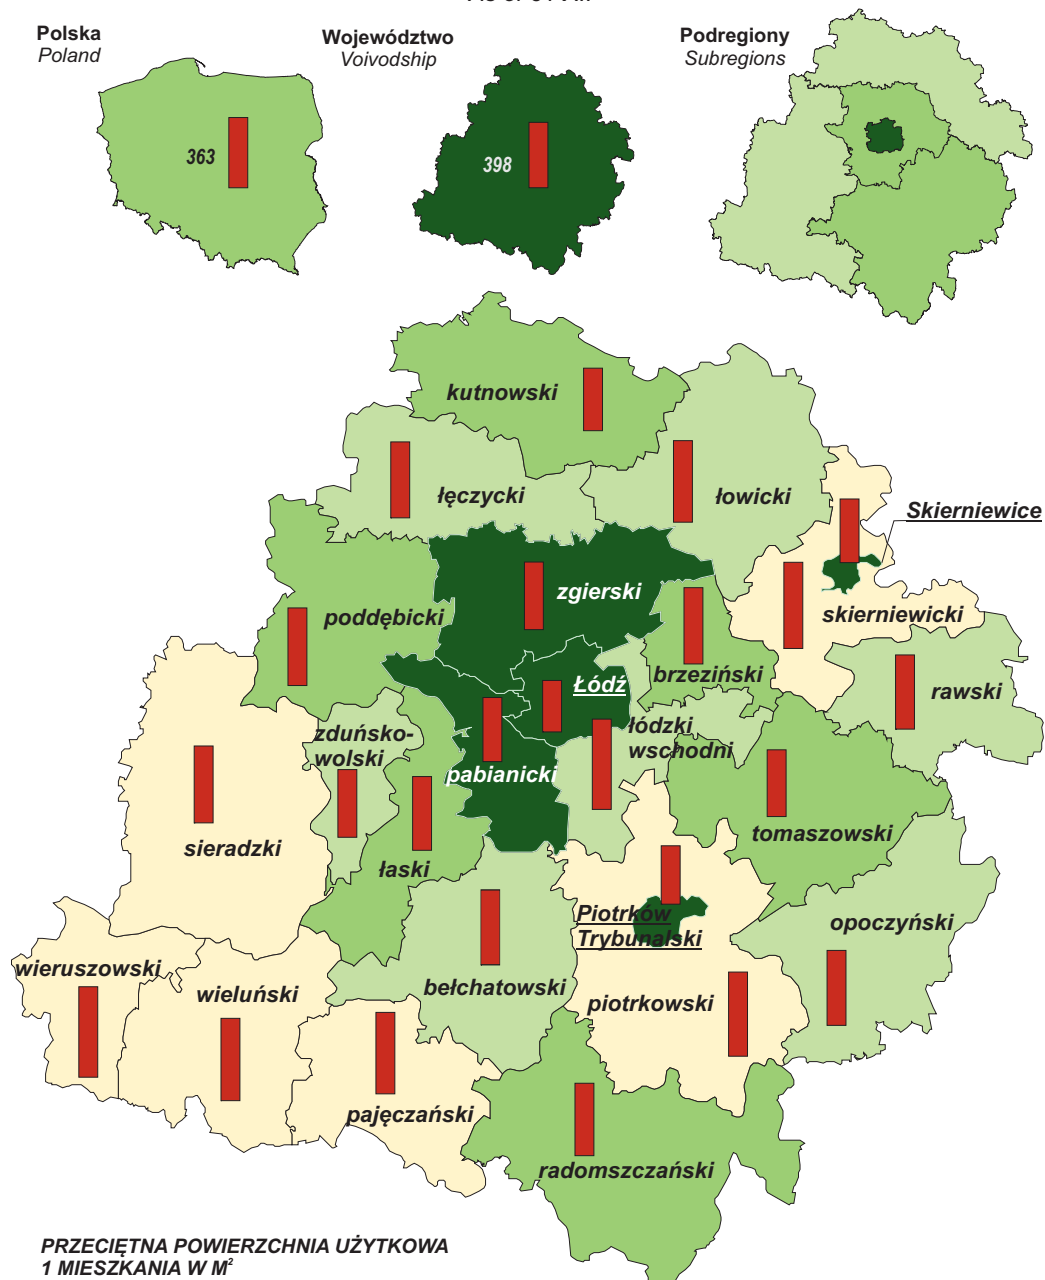 Polska
Poland
Województwo
Voivodship
Podregiony
Subregions
363
398
kutnowski
łęczycki
łowicki
Skierniewice
zgierski
skierniewicki
poddębicki
brzeziński
rawski
Łódź
zduńsko-
wolski
łódzki
wschodni
pabianicki
tomaszowski
sieradzki
łaski
Piotrków
Trybunalski
opoczyński
wieruszowski
wieluński
bełchatowski
piotrkowski
pajęczański
radomszczański
PRZECIĘTNA POWIERZCHNIA UŻYTKOWA
1 MIESZKANIA W M²